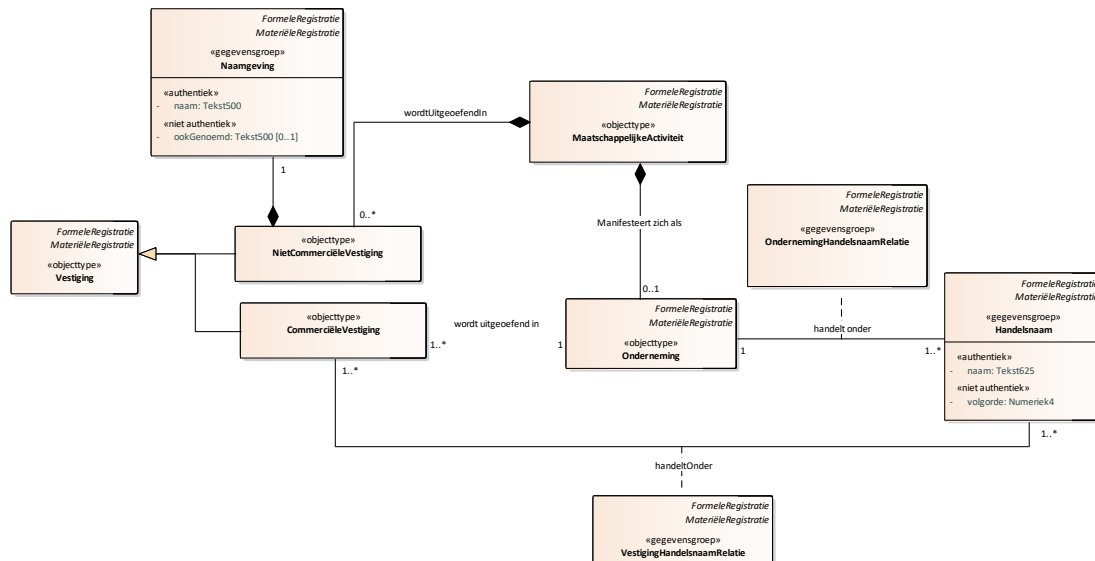 FormeleRegistratie
MateriëleRegistratie
«gegevensgroep»
Naamgeving
«authentiek»
- naam: Tekst500
«niet authentiek»
- ookGenoemd: Tekst500 [0..1]
1
wordtUitgeoefendIn
0..*
FormeleRegistratie
MateriëleRegistratie
«objecttype»
MaatschappelijkeActiviteit
Manifesteert zich als
0..1
FormeleRegistratie
MateriëleRegistratie
«gegevensgroep»
OndernemingHandelsnaamRelatie
FormeleRegistratie
MateriëleRegistratie
«objecttype»
Vestiging
«objecttype»
NietCommerciëleVestiging
«objecttype»
CommerciëleVestiging
1..*
wordt uitgeoefend in
1
FormeleRegistratie
MateriëleRegistratie
«objecttype»
Onderneming
1
handelt onder
1..*
FormeleRegistratie
MateriëleRegistratie
«gegevensgroep»
Handelsnaam
«authentiek»
- naam: Tekst625
«niet authentiek»
- volgorde: Numeriek4
1..*
1..*
handeltOnder
FormeleRegistratie
MateriëleRegistratie
«gegevensgroep»
VestigingHandelsnaamRelatie